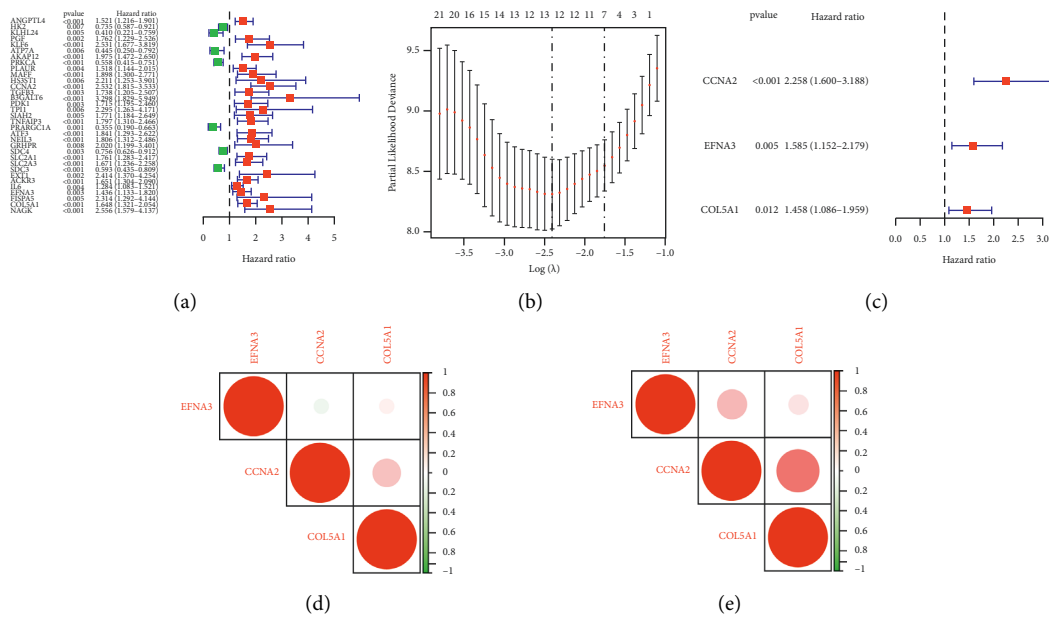 pvalue Hazard ratio
ANGPTL4 <0.001 1.521 (1.216–1.901)
HK2 0.007 0.735 (0.587–0.921)
KLHL24 0.005 0.410 (0.221–0.759)
PGF 0.002 1.762 (1.229–2.526)
KLF6 <0.001 2.531 (1.677–3.819)
ATP7A 0.006 0.445 (0.250–0.792)
AKAP12 <0.001 1.975 (1.472–2.650)
PRKCA <0.001 0.558 (0.415–0.751)
PLAUR 0.004 1.518 (1.144–2.015)
MAFF <0.001 1.898 (1.300–2.771)
HS3ST1 0.006 2.211 (1.253–3.901)
CCNA2 <0.001 2.532 (1.815–3.533)
TGFB3 0.003 1.738 (1.205–2.507)
B3GALT6 <0.001 3.298 (1.829–5.949)
PDK1 0.003 1.715 (1.195–2.460)
TPI1 0.006 2.295 (1.263–4.171)
SIAH2 0.005 1.771 (1.184–2.649)
TNFAIP3 <0.001 1.797 (1.310–2.466)
PRARGC1A <0.001 0.355 (0.190–0.663)
ATF3 <0.001 1.841 (1.293–2.622)
NEIL3 <0.001 1.806 (1.312–2.486)
GRHPR 0.008 2.020 (1.199–3.401)
SDC4 0.003 0.756 (0.626–0.912)
SLC2A1 <0.001 1.761 (1.283–2.417)
SLC2A3 <0.001 1.671 (1.236–2.258)
SDC3 <0.001 0.593 (0.435–0.809)
EXT1 0.002 2.414 (1.370–4.254)
ACKR3 <0.001 1.651 (1.304–2.090)
IL6 0.004 1.284 (1.083–1.521)
EFNA3 0.003 1.436 (1.133–1.820)
FISPA5 0.005 2.314 (1.292–4.144)
COL5A1 <0.001 1.648 (1.321–2.054)
NAGK <0.001 2.556 (1.579–4.137)
0 1 2 3 4 5
Hazard ratio
(a)
21 20 16 15 14 13 12 13 13 12 12 11 7 4 3 1
Partial Likelihood Deviance
9.5
9.0
8.5
8.0
−3.5 −3.0 −2.5 −2.0 −1.5 −1.0
Log (λ)
(b)
pvalue Hazard ratio
CCNA2 <0.001 2.258 (1.600–3.188)
EFNA3 0.005 1.585 (1.152–2.179)
COL5A1 0.012 1.458 (1.086–1.959)
0.0 0.5 1.0 1.5 2.0 2.5 3.0
Hazard ratio
(c)
EFNA3 CCNA2 COL5A1
EFNA3
CCNA2
COL5A1
1
0.8
0.6
0.4
0.2
0
0.2
0.4
0.6
0.8
−1
(d)
EFNA3 CCNA2 COL5A1
EFNA3
CCNA2
COL5A1
1
0.8
0.6
0.4
0.2
0
0.2
0.4
0.6
0.8
−1
(e)